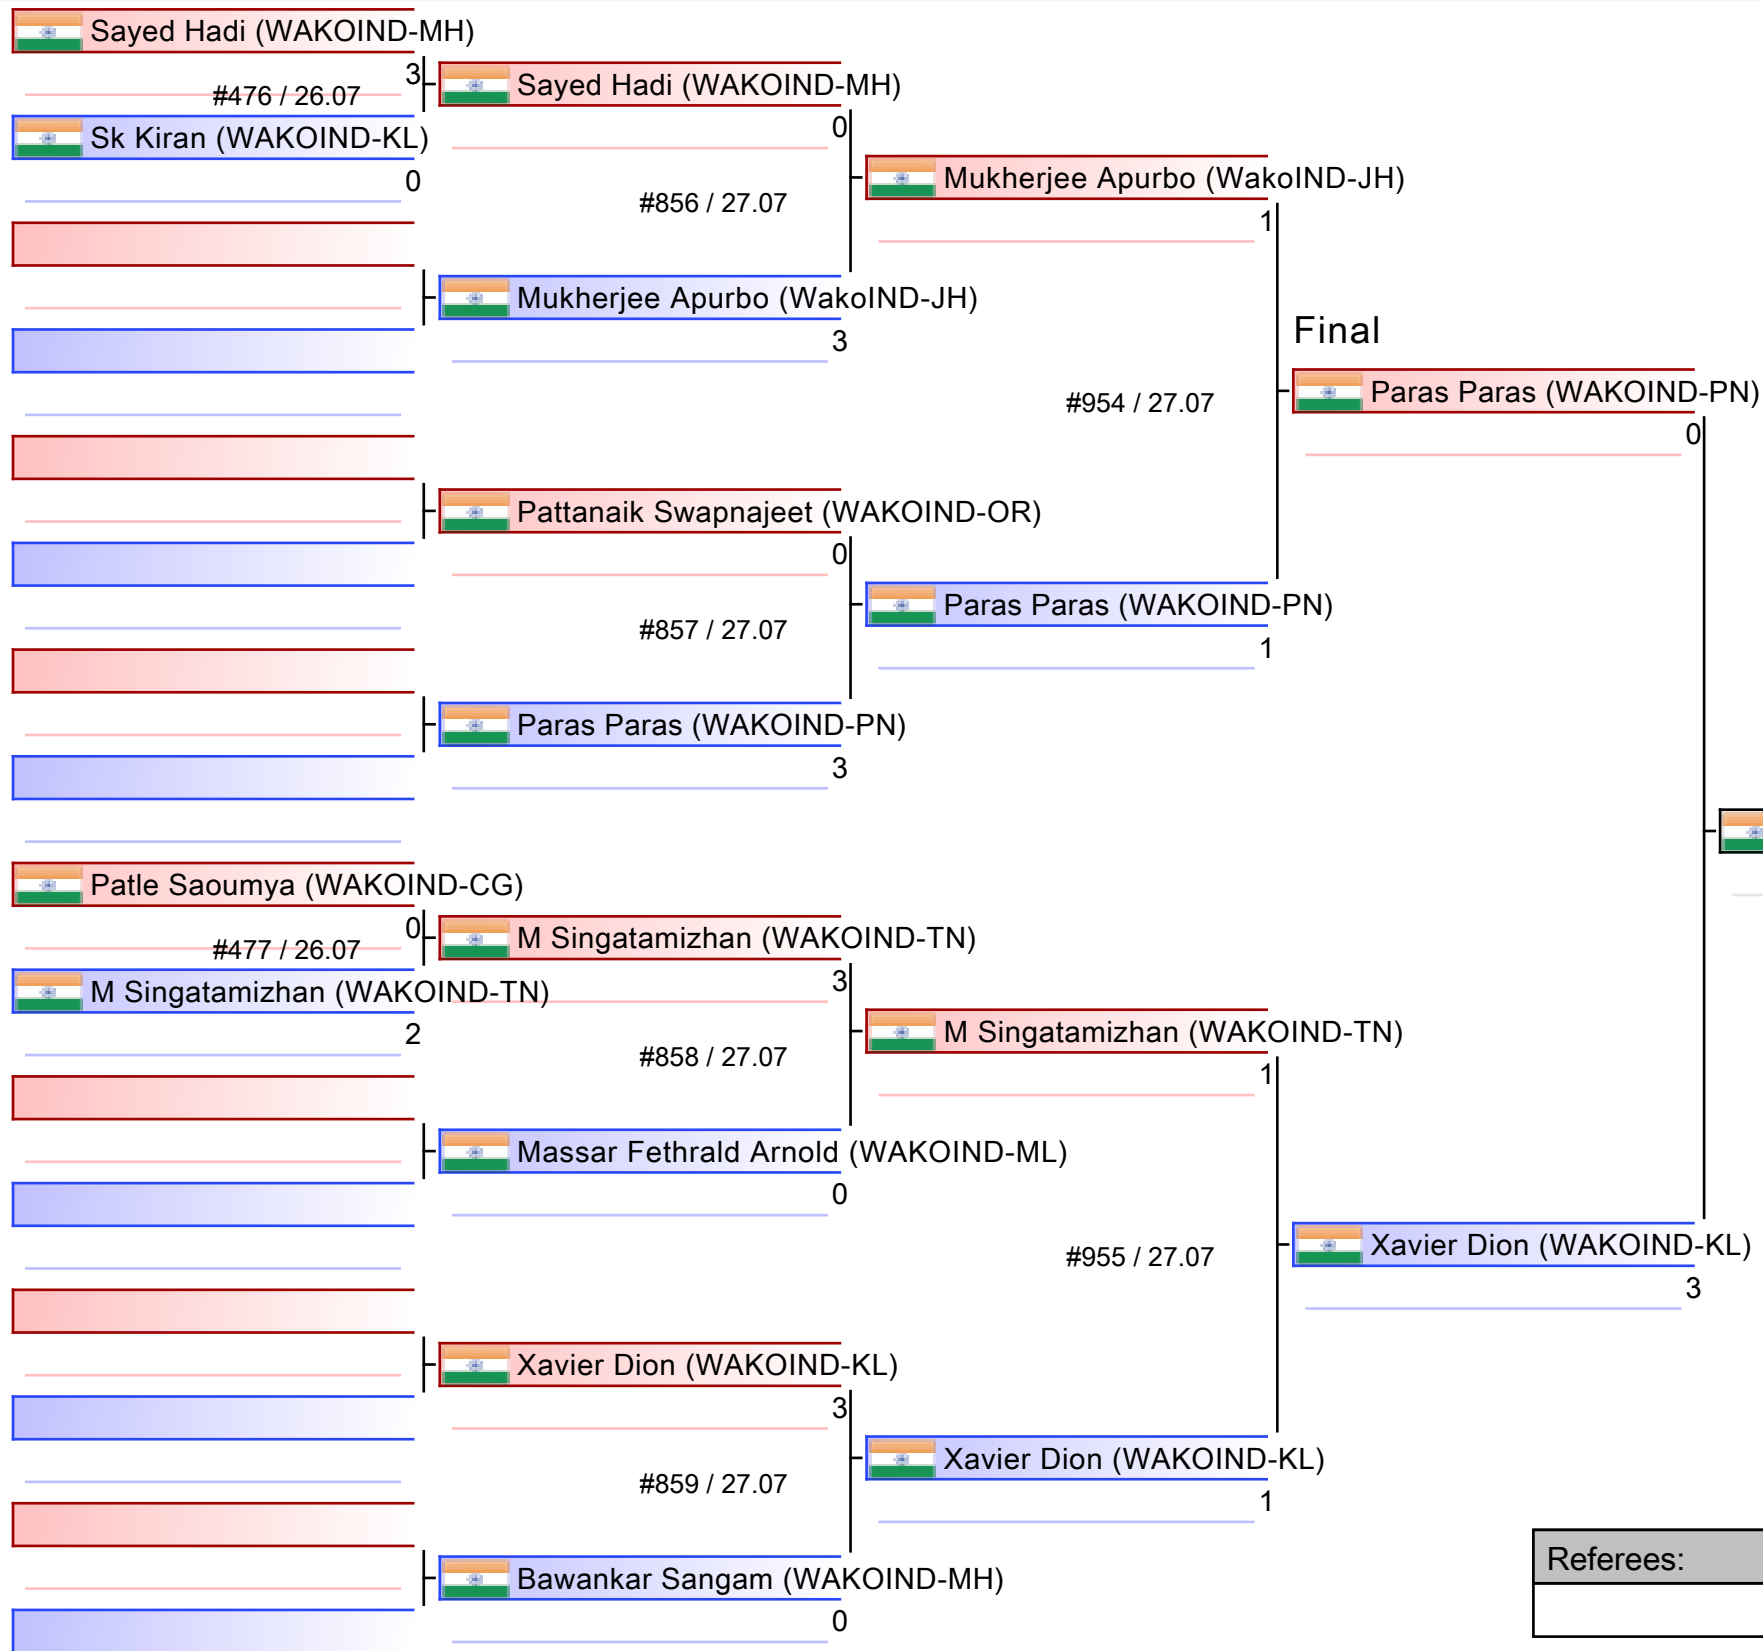 Sayed Hadi (WAKOIND-MH)
3
#476 / 26.07
Sk Kiran (WAKOIND-KL)
0
Sayed Hadi (WAKOIND-MH)
0
#856 / 27.07
Mukherjee Apurbo (WakoIND-JH)
3
Mukherjee Apurbo (WakoIND-JH)
1
#954 / 27.07
Pattanaik Swapnajeet (WAKOIND-OR)
0
#857 / 27.07
Paras Paras (WAKOIND-PN)
3
Paras Paras (WAKOIND-PN)
1
Final
Paras Paras (WAKOIND-PN)
0
Patle Saoumya (WAKOIND-CG)
0
#477 / 26.07
M Singatamizhan (WAKOIND-TN)
2
M Singatamizhan (WAKOIND-TN)
3
#858 / 27.07
Massar Fethrald Arnold (WAKOIND-ML)
0
M Singatamizhan (WAKOIND-TN)
1
#955 / 27.07
Xavier Dion (WAKOIND-KL)
3
#859 / 27.07
Bawankar Sangam (WAKOIND-MH)
0
Xavier Dion (WAKOIND-KL)
1
Xavier Dion (WAKOIND-KL)
3
Referees: